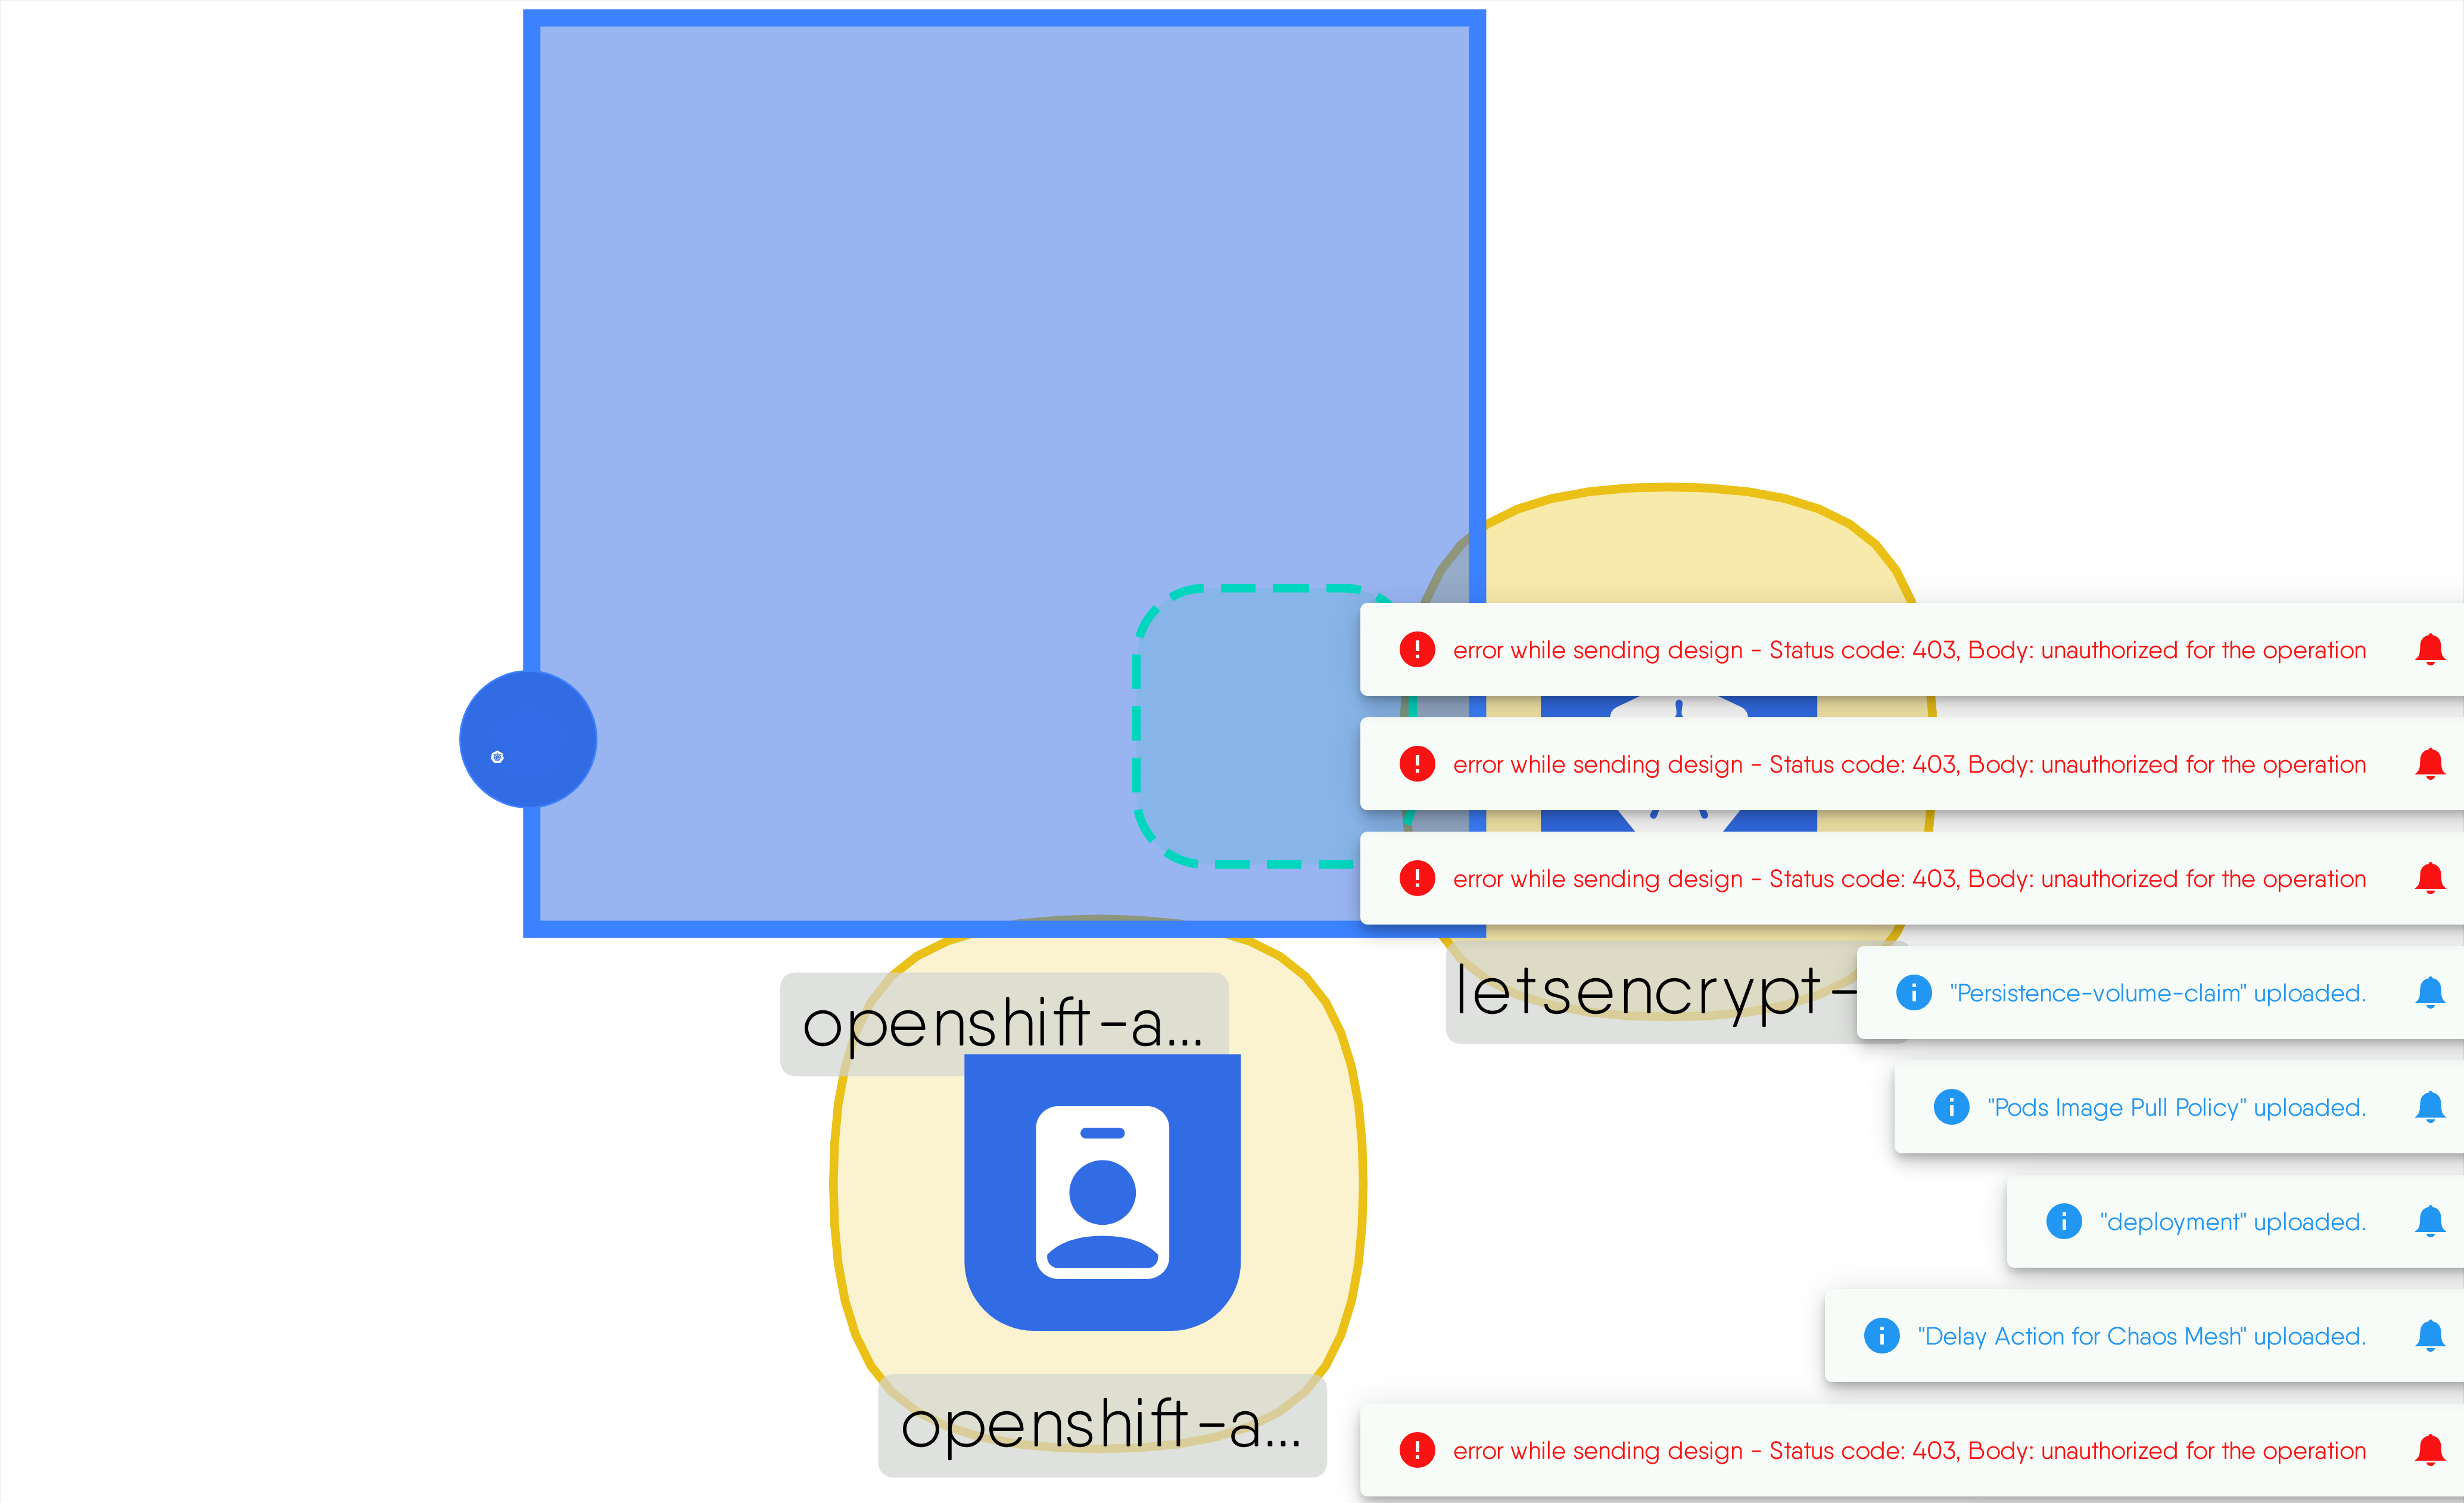 error while sending design - Status code: 403, Body: unauthorized for the operation
error while sending design - Status code: 403, Body: unauthorized for the operation
error while sending design - Status code: 403, Body: unauthorized for the operation
letsencrypt-
"Persistence-volume-claim" uploaded.
openshift-a...
"Pods Image Pull Policy" uploaded.
"deployment" uploaded.
"Delay Action for Chaos Mesh" uploaded.
openshift-a...
error while sending design - Status code: 403, Body: unauthorized for the operation